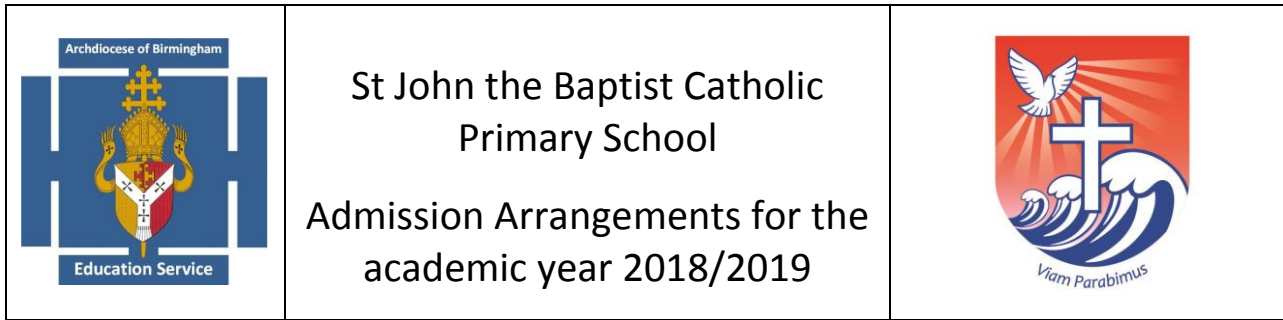 Archdiocese of Birmingham
Education Service
St John the Baptist Catholic
Primary School
Admission Arrangements for the
academic year 2018/2019
Viam Parabimus